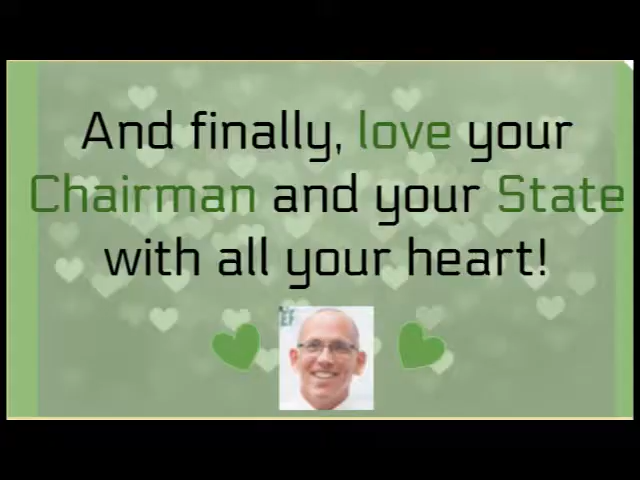 And finally, love your
Chairman and your State
with all your heart!